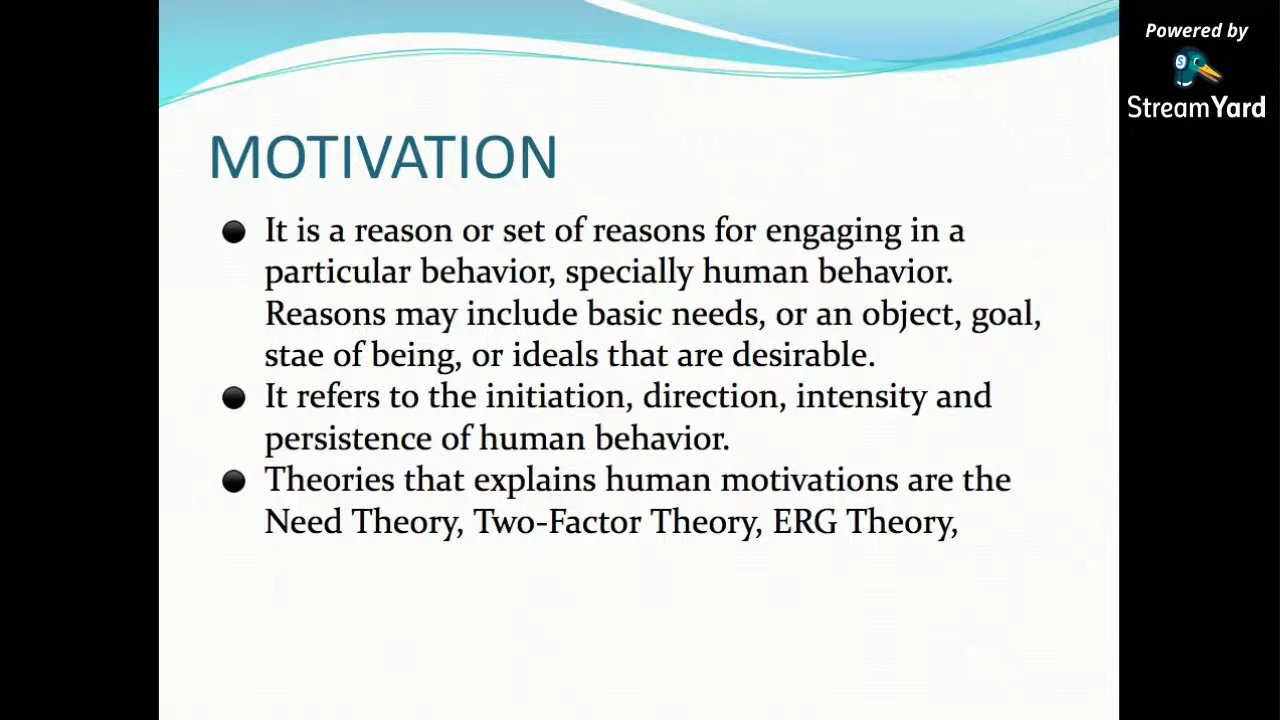 Powered by
StreamYard
MOTIVATION
It is a reason or set of reasons for engaging in a
particular behavior, specially human behavior.
Reasons may include basic needs, or an object, goal,
stae of being, or ideals that are desirable.
It refers to the initiation, direction, intensity and
persistence of human behavior.
Theories that explains human motivations are the
Need Theory, Two-Factor Theory, ERG Theory,